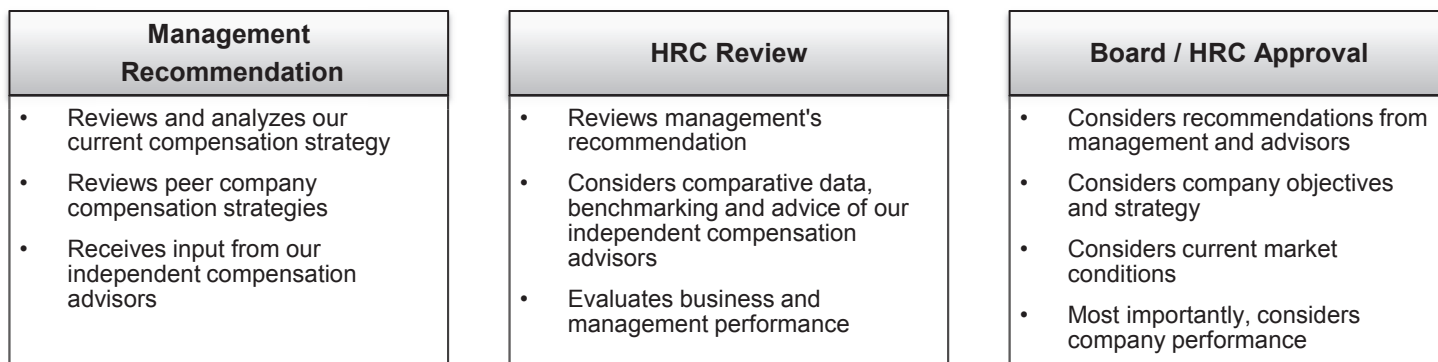 Management
Recommendation
• Reviews and analyzes our
current compensation strategy
• Reviews peer company
compensation strategies
• Receives input from our
independent compensation
advisors
HRC Review
• Reviews management's
recommendation
• Considers comparative data,
benchmarking and advice of our
independent compensation
advisors
• Evaluates business and
management performance
Board / HRC Approval
• Considers recommendations from
management and advisors
• Considers company objectives
and strategy
• Considers current market
conditions
• Most importantly, considers
company performance